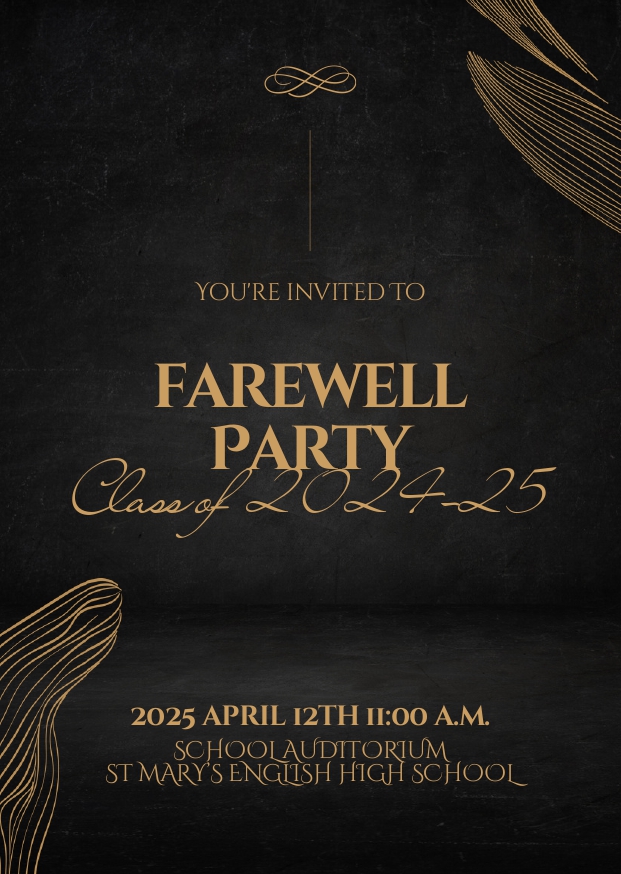 YOU'RE INVITED TO
FAREWELL
PARTY
Class of 2024-25
2025 APRIL 12TH 11:00 A.M.
SCHOOL AUDITORIUM
ST MARY'S ENGLISH HIGH SCHOOL